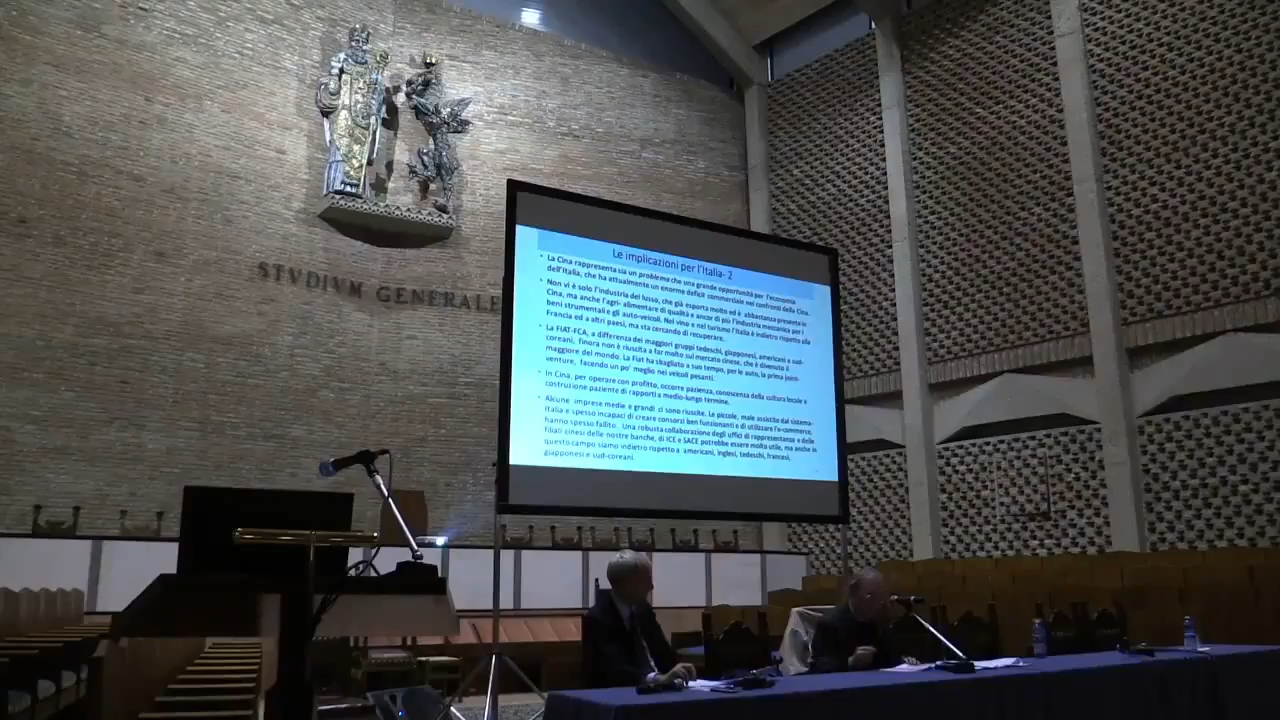 STVDIVM GENERALE
Le implicazioni per l'Italia- 2
• La Cina rappresenta sia un problema che una grande opportunità per l'economia
dell'Italia, che ha attualmente un enorme deficit commerciale nei confronti della Cina.
• Non vi è solo l'industria del lusso, che già esporta molto ed è abbastanza presente in
Cina, ma anche l'agri- alimentare di qualità e ancor di più l'industria meccanica per i
beni strumentali e gli auto-veicoli. Nel vino e nel turismo l'Italia è indietro rispetto alla
Francia ed a altri paesi, ma sta cercando di recuperare.
• La FIAT-FCA, a differenza dei maggiori gruppi tedeschi, giapponesi, americani e sud-
coreani, finora non è riuscita a far molto sul mercato cinese, che è divenuto il
maggiore del mondo. La Fiat ha sbagliato a suo tempo, per le auto, la prima joint-
venture, facendo un po' meglio nei veicoli pesanti.
• In Cina, per operare con profitto, occorre pazienza, conoscenza della cultura locale e
costruzione paziente di rapporti a medio-lungo termine.
• Alcune imprese medie e grandi ci sono riuscite. Le piccole, male assistite dal sistema-
Italia e spesso incapaci di creare consorzi ben funzionanti e di utilizzare l'e-commerce,
hanno spesso fallito. Una robusta collaborazione degli uffici di rappresentanza e delle
filiali cinesi delle nostre banche, di ICE e SACE potrebbe essere molto utile, ma anche in
questo campo siamo indietro rispetto a americani, inglesi, tedeschi, francesi,
giapponesi e sud-coreani.